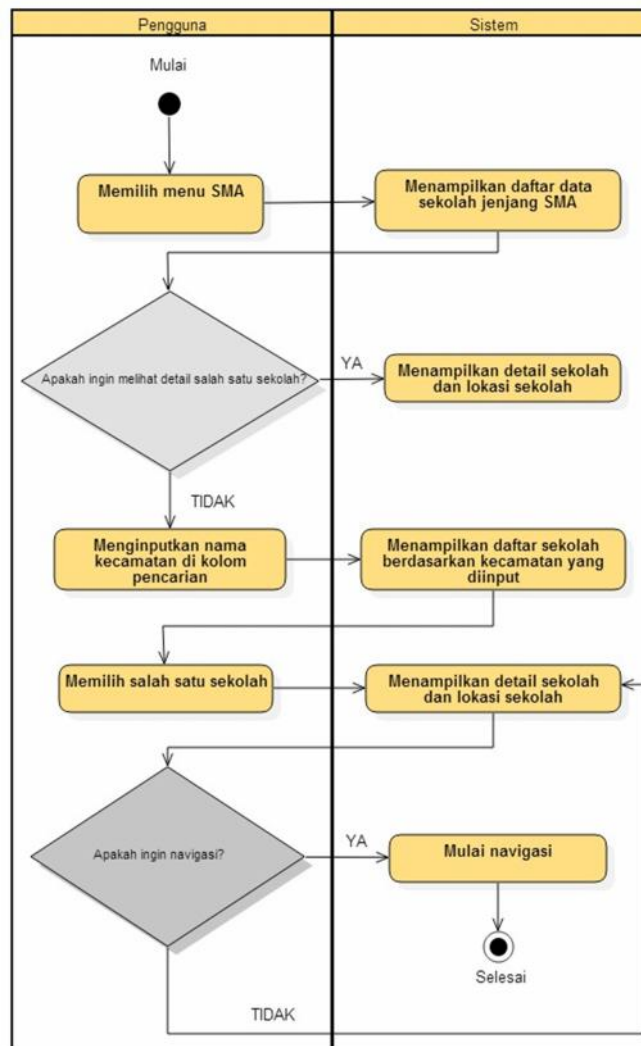 Pengguna
Sistem
Mulai
Memilih menu SMA
Menampilkan daftar data
sekolah jenjang SMA
Apakah ingin melihat detail salah satu sekolah?
YA
Menampilkan detail sekolah
dan lokasi sekolah
TIDAK
Menginputkan nama
kecamatan di kolom
pencarian
Menampilkan daftar sekolah
berdasarkan kecamatan yang
diinput
Memilih salah satu sekolah
Menampilkan detail sekolah
dan lokasi sekolah
Apakah ingin navigasi?
YA
Mulai navigasi
Selesai
TIDAK